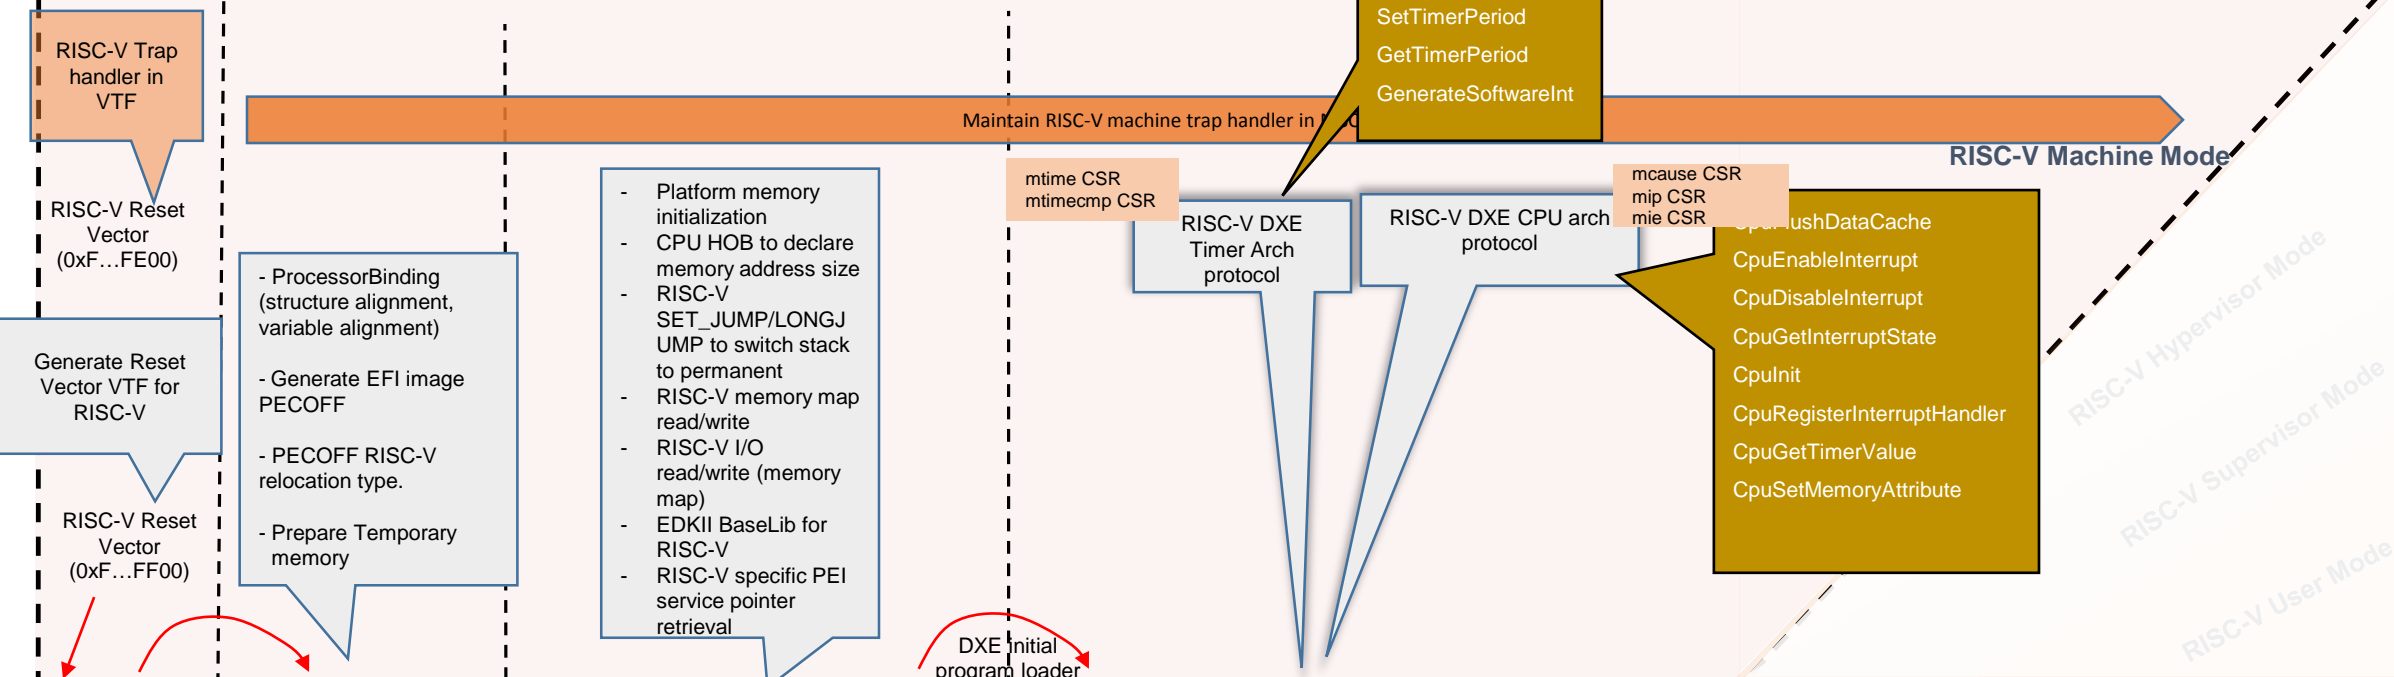 SetTimerPeriod
GetTimerPeriod
GenerateSoftwareInt
RISC-V Trap
handler in
VTF
Maintain RISC-V machine trap handler in
RISC-V Machine Mode
RISC-V Reset
Vector
(0xF…FE00)
Generate Reset
Vector VTF for
RISC-V
RISC-V Reset
Vector
(0xF…FF00)
- ProcessorBinding
(structure alignment,
variable alignment)
- Generate EFI image
PECOFF
- PECOFF RISC-V
relocation type.
- Prepare Temporary
memory
- Platform memory
initialization
- CPU HOB to declare
memory address size
- RISC-V
SET_JUMP/LONGJ
UMP to switch stack
to permanent
- RISC-V memory map
read/write
- RISC-V I/O
read/write (memory
map)
- EDKII BaseLib for
RISC-V
- RISC-V specific PEI
service pointer
retrieval
DXE initial
program loader
mtime CSR
mtimecmp CSR
RISC-V DXE
Timer Arch
protocol
RISC-V DXE CPU arch
protocol
mcause CSR
mip CSR
mie CSR
CpuFlushDataCache
CpuEnableInterrupt
CpuDisableInterrupt
CpuGetInterruptState
CpuInit
CpuRegisterInterruptHandler
CpuGetTimerValue
CpuSetMemoryAttribute
RISC-V Hypervisor Mode
RISC-V Supervisor Mode
RISC-V User Mode